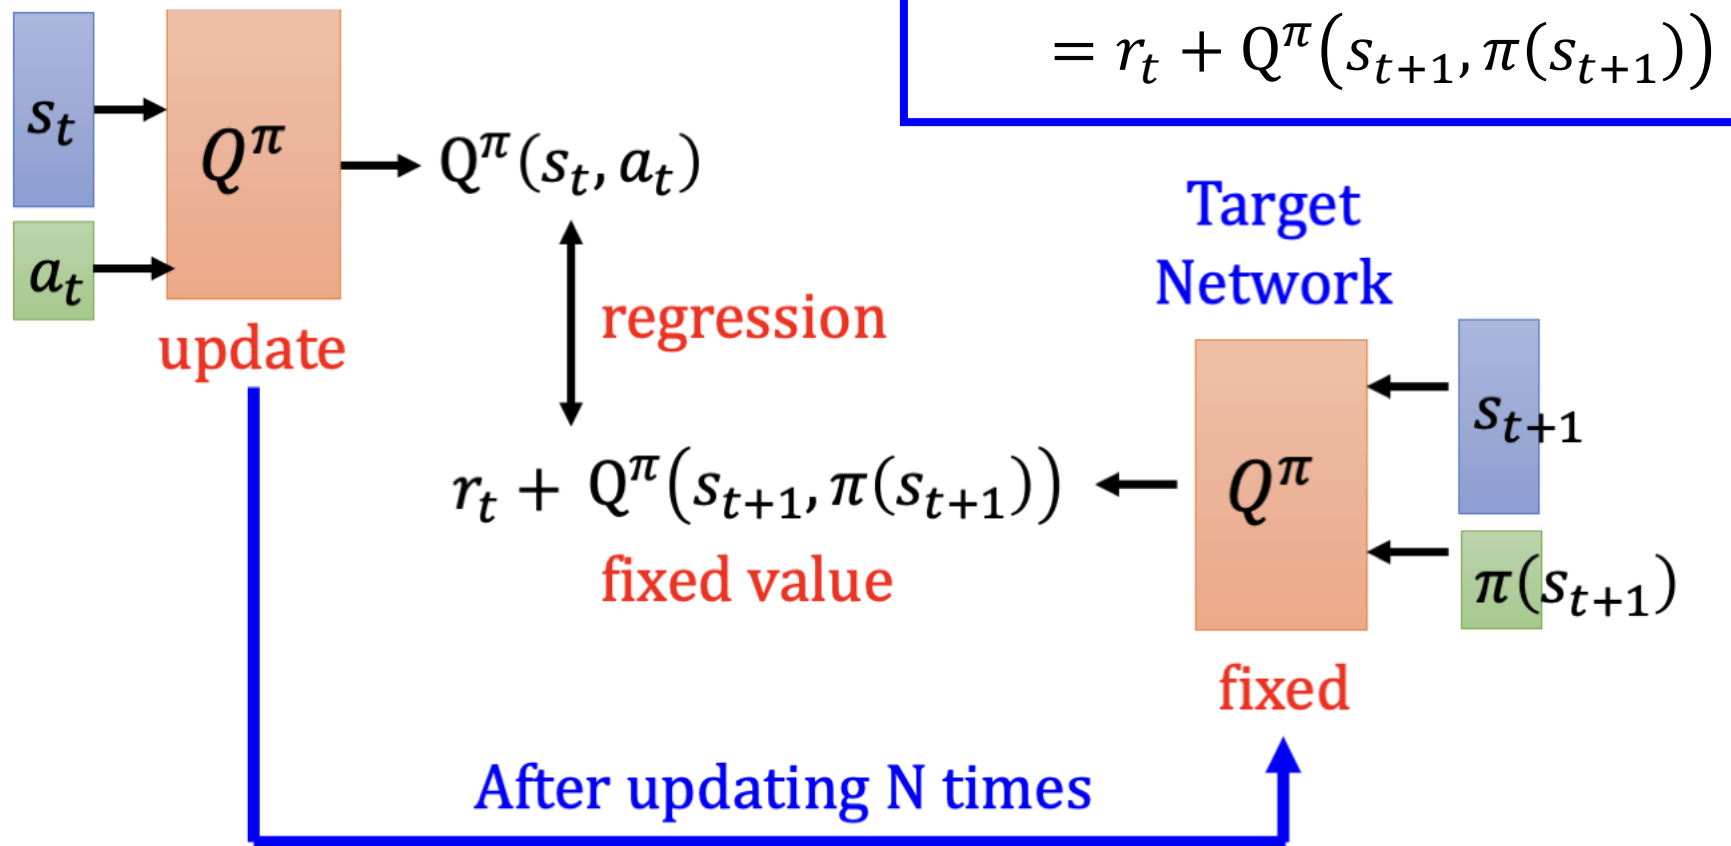 = r_t + Q^π(s_{t+1}, π(s_{t+1}))
s_t
Q^π
Q^π(s_t, a_t)
a_t
update
regression
Target
Network
s_{t+1}
r_t + Q^π(s_{t+1}, π(s_{t+1}))
Q^π
fixed value
π(s_{t+1})
fixed
After updating N times